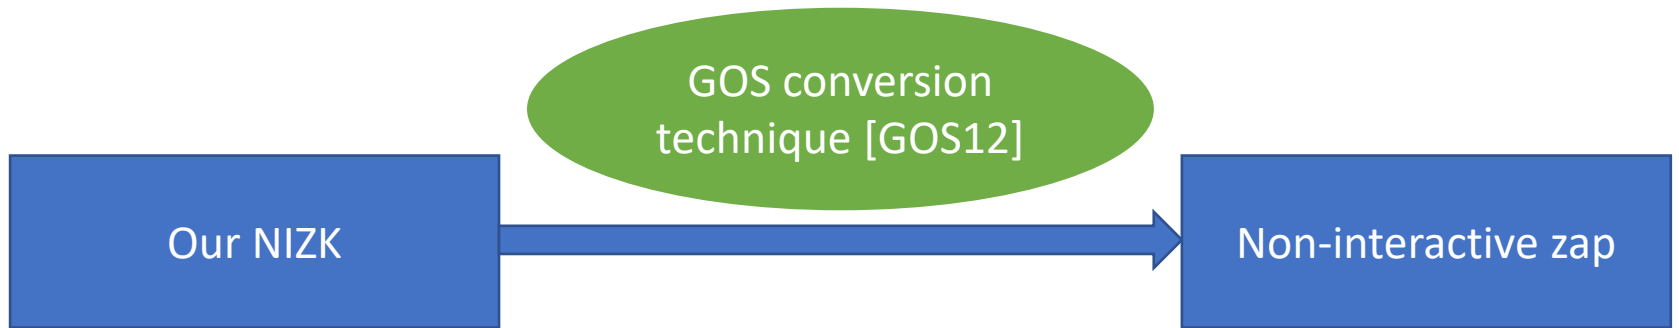 GOS conversion
technique [GOS12]
Our NIZK
Non-interactive zap